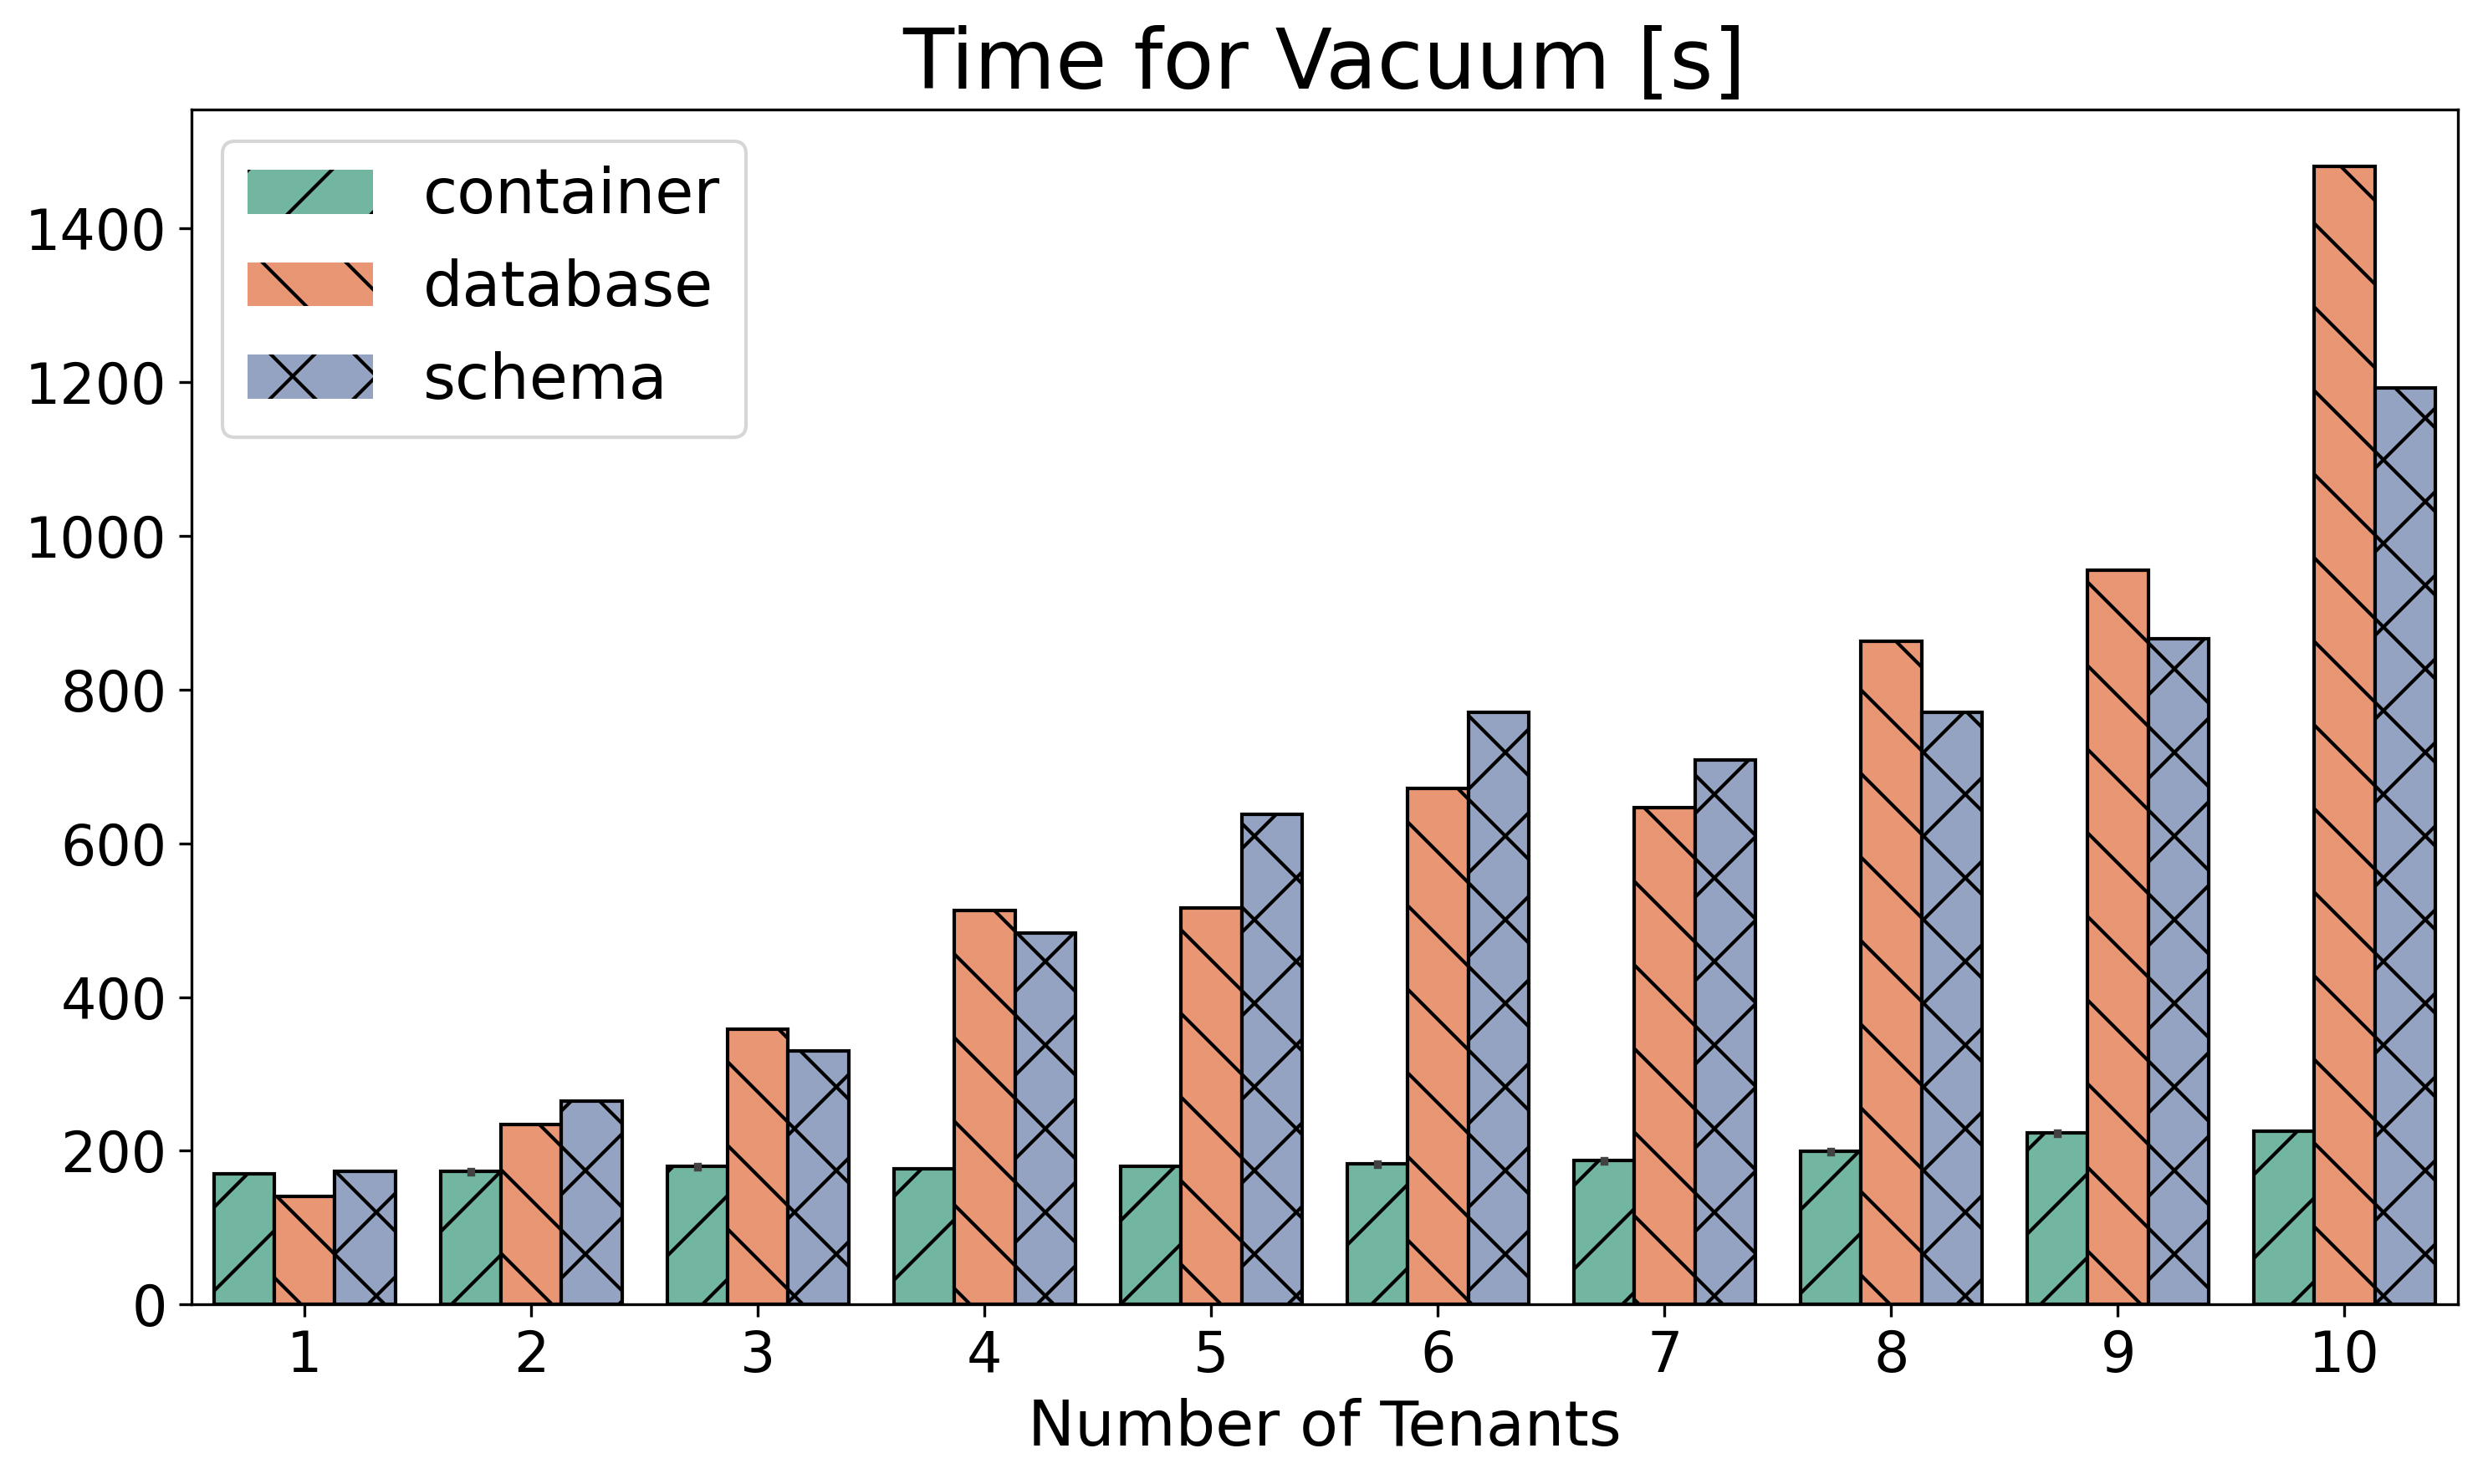 Time for Vacuum [s]
container
database
schema
1400
1200
1000
800
600
400
200
0
1 2 3 4 5 6 7 8 9 10
Number of Tenants